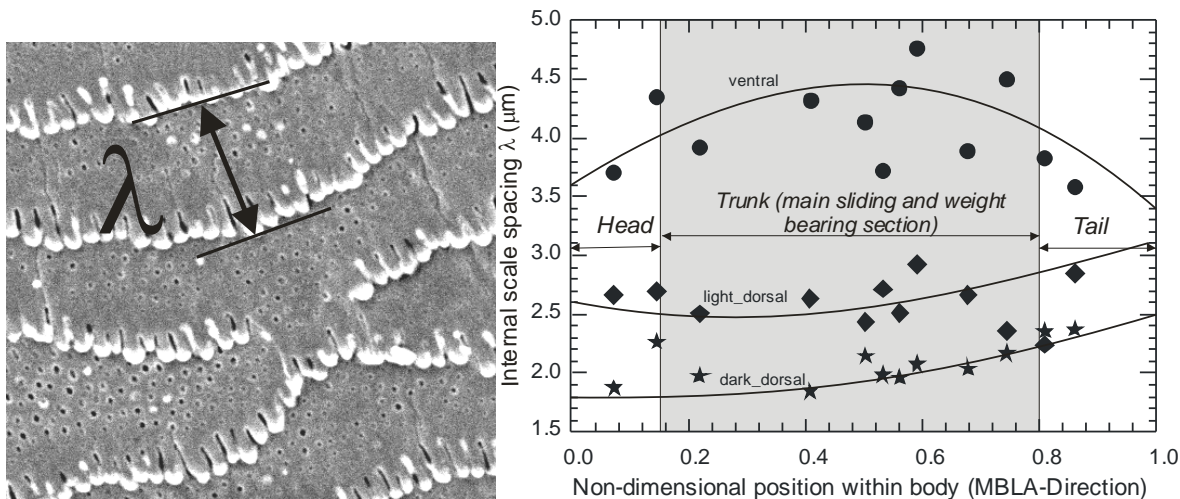 λ
Internal scale spacing λ (μm)
5.0
4.5
4.0
3.5
3.0
2.5
2.0
1.5
ventral
Trunk (main sliding and weight
bearing section)
Head
Tail
light_dorsal
dark_dorsal
0.0 0.2 0.4 0.6 0.8 1.0
Non-dimensional position within body (MBLA-Direction)